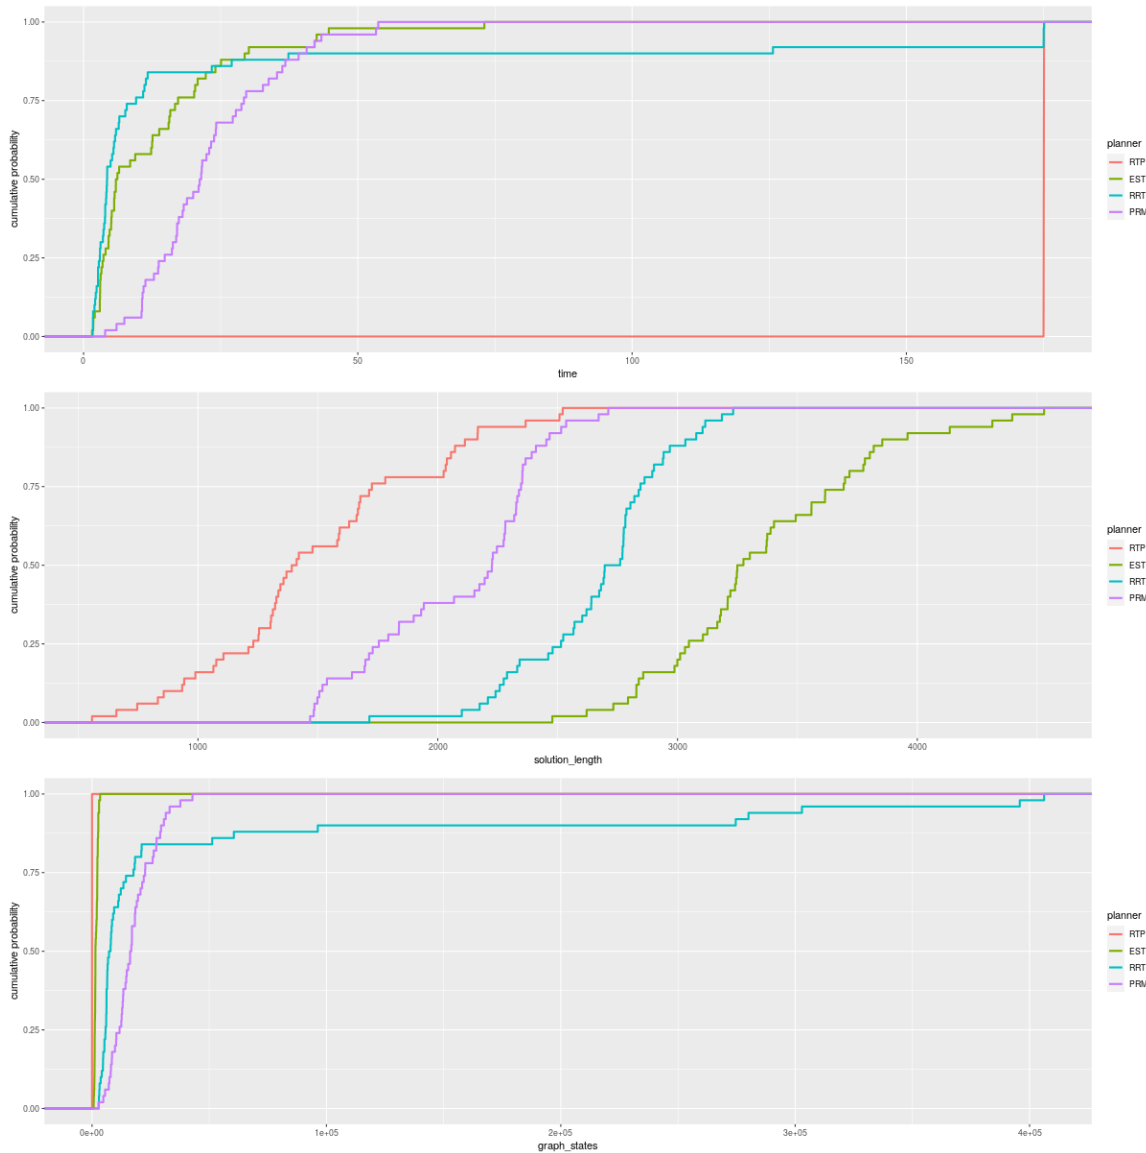 1.00
0.75
0.50
0.25
0.00
cumulative probability
0
50
100
150
time
planner
RTP
EST
RRT
PRM
1.00
0.75
0.50
0.25
0.00
cumulative probability
1000
2000
3000
4000
solution_length
planner
RTP
EST
RRT
PRM
1.00
0.75
0.50
0.25
0.00
cumulative probability
0e+00
1e+05
2e+05
3e+05
4e+05
graph_states
planner
RTP
EST
RRT
PRM